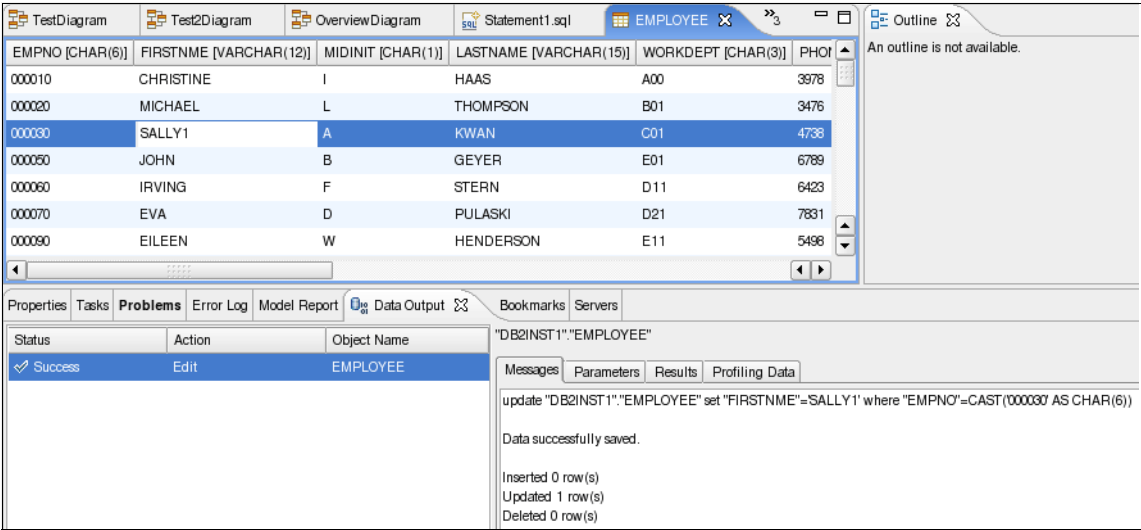 TestDiagram Test2Diagram OverviewDiagram Statement1.sql EMPLOYEE »3 Outline
EMPNO [CHAR(6)] FIRSTNME [VARCHAR(12)] MIDINIT [CHAR(1)] LASTNAME [VARCHAR(15)] WORKDEPT [CHAR(3)] PHOI
An outline is not available.
000010 CHRISTINE I HAAS A00 3978
000020 MICHAEL L THOMPSON B01 3476
000030 SALLY1 A KWAN C01 4738
000050 JOHN B GEYER E01 6789
000060 IRVING F STERN D11 6423
000070 EVA D PULASKI D21 7831
000090 EILEEN W HENDERSON E11 5498
Properties Tasks Problems Error Log Model Report Data Output Bookmarks Servers
Status Action Object Name
Success Edit EMPLOYEE
"DB2INST1"."EMPLOYEE"
Messages Parameters Results Profiling Data
update "DB2INST1"."EMPLOYEE" set "FIRSTNME"='SALLY1' where "EMPNO"=CAST('000030' AS CHAR(6))
Data successfully saved.
Inserted 0 row(s)
Updated 1 row(s)
Deleted 0 row(s)